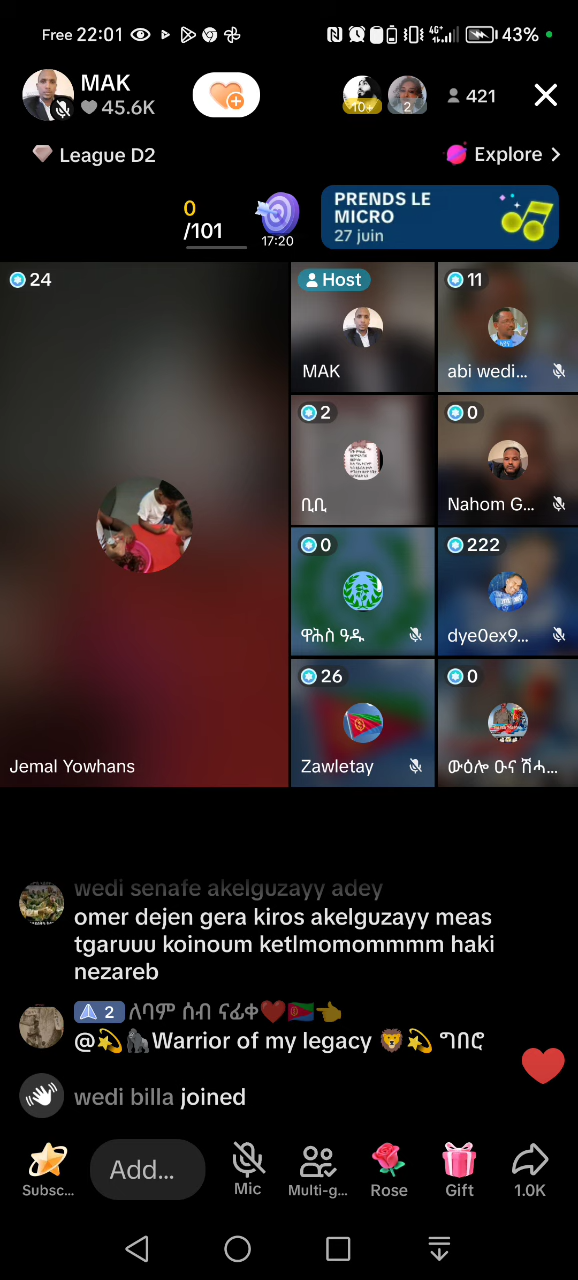 Free 22:01
4G+
43%
MAK
45.6K
10+
2
421
League D2
Explore
0
/101
17:20
PRENDS LE
MICRO
27 juin
24
Host
MAK
11
abi wedi...
2
ቢቢ
0
Nahom G...
0
ዋሕስ ዓዱ
222
dye0ex9...
Jemal Yowhans
26
Zawletay
0
ውዕሎ ዑና ሽሓ...
wedi senafe akelguzayy adey
omer dejen gera kiros akelguzayy meas
tgaruuu koinoum ketlmomommmm haki
nezareb
2 ለባም ሰብ ናፊቀ❤️🇪🇷👈
@💫🦍Warrior of my legacy 🦁💫 ግበሮ
wedi billa joined
Subsc...
Add...
Mic
Multi-g...
Rose
Gift
1.0K